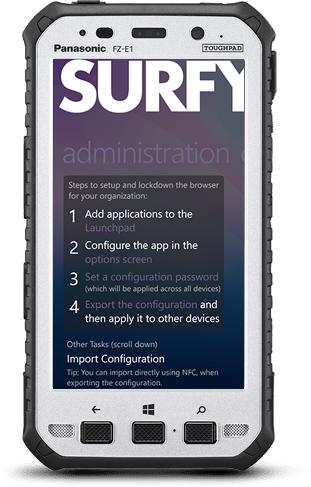 Panasonic FZ-E1 TOUGHPAD
SURFY
administration
Steps to setup and lockdown the browser
for your organization:
1 Add applications to the
Launchpad
2 Configure the app in the
options screen
3 Set a configuration password
(which will be applied across all devices)
4 Export the configuration and
then apply it to other devices
Other Tasks (scroll down)
Import Configuration
Tip: You can import directly using NFC, when
exporting the configuration.